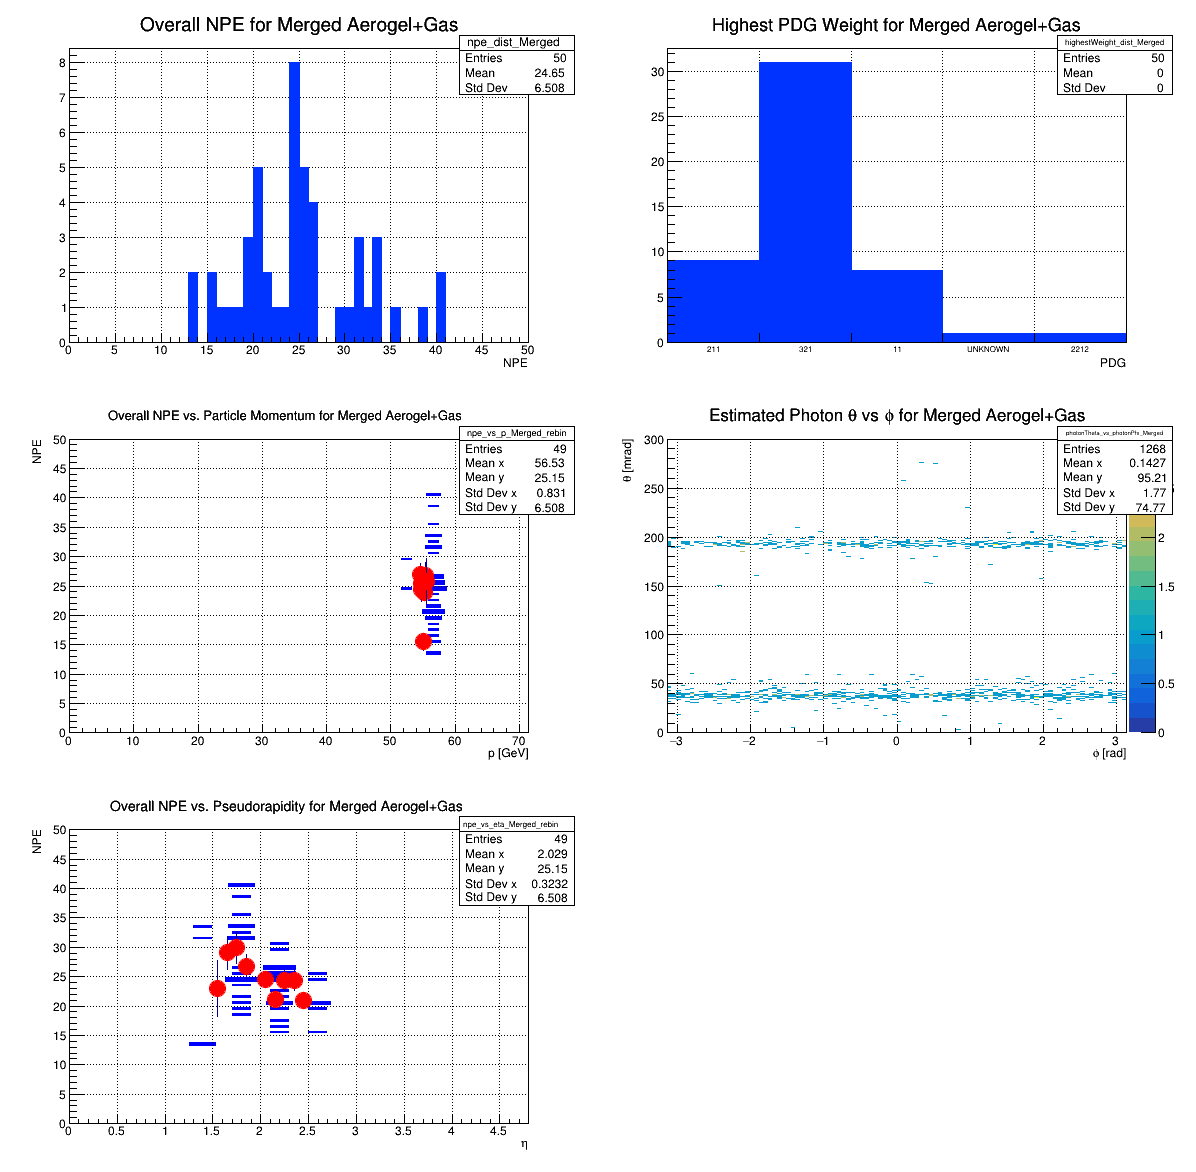 Overall NPE for Merged Aerogel+Gas
npe_dist_Merged
Entries 50
Mean 24.65
Std Dev 6.508
8
7
6
5
4
3
2
1
0
0 5 10 15 20 25 30 35 40 45 50
NPE
Highest PDG Weight for Merged Aerogel+Gas
highestWeight_dist_Merged
Entries 50
Mean 0
Std Dev 0
30
25
20
15
10
5
0
211 321 11 UNKNOWN 2212
PDG
Overall NPE vs. Particle Momentum for Merged Aerogel+Gas
npe_vs_p_Merged_rebin
Entries 49
Mean x 56.53
Mean y 25.15
Std Dev x 0.831
Std Dev y 6.508
NPE
50
45
40
35
30
25
20
15
10
5
0
0 10 20 30 40 50 60 70
p [GeV]
Estimated Photon θ vs ϕ for Merged Aerogel+Gas
photonTheta_vs_photonPhi_Merged
Entries 1268
Mean x 0.1427
Mean y 95.21
Std Dev x 1.77
Std Dev y 74.77
θ [mrad]
300
250
200
150
100
50
0
−3 −2 −1 0 1 2 3
ϕ [rad]
2
1.5
1
0.5
0
Overall NPE vs. Pseudorapidity for Merged Aerogel+Gas
npe_vs_eta_Merged_rebin
Entries 49
Mean x 2.029
Mean y 25.15
Std Dev x 0.3232
Std Dev y 6.508
NPE
50
45
40
35
30
25
20
15
10
5
0
0 0.5 1 1.5 2 2.5 3 3.5 4 4.5
η